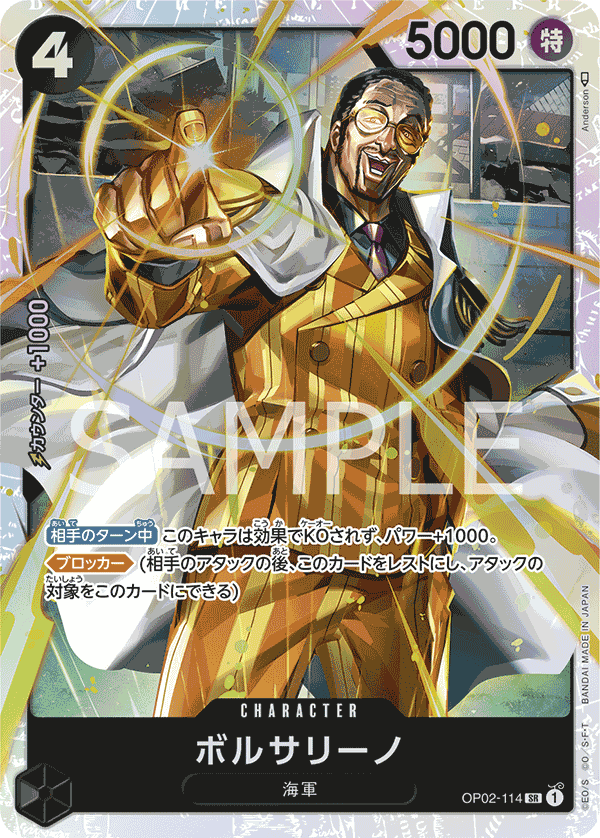 4
5000
特
Anderson
カウンター +1000
SAMPLE
相手のターン中 このキャラは効果でKOされず、パワー+1000。
ブロッカー (相手のアタックの後、このカードをレストにし、アタックの
対象をこのカードにできる)
CHARACTER
ボルサリーノ
海軍
OP02-114 SR 1
©E/S ©O／S・F・T BANDAI MADE IN JAPAN